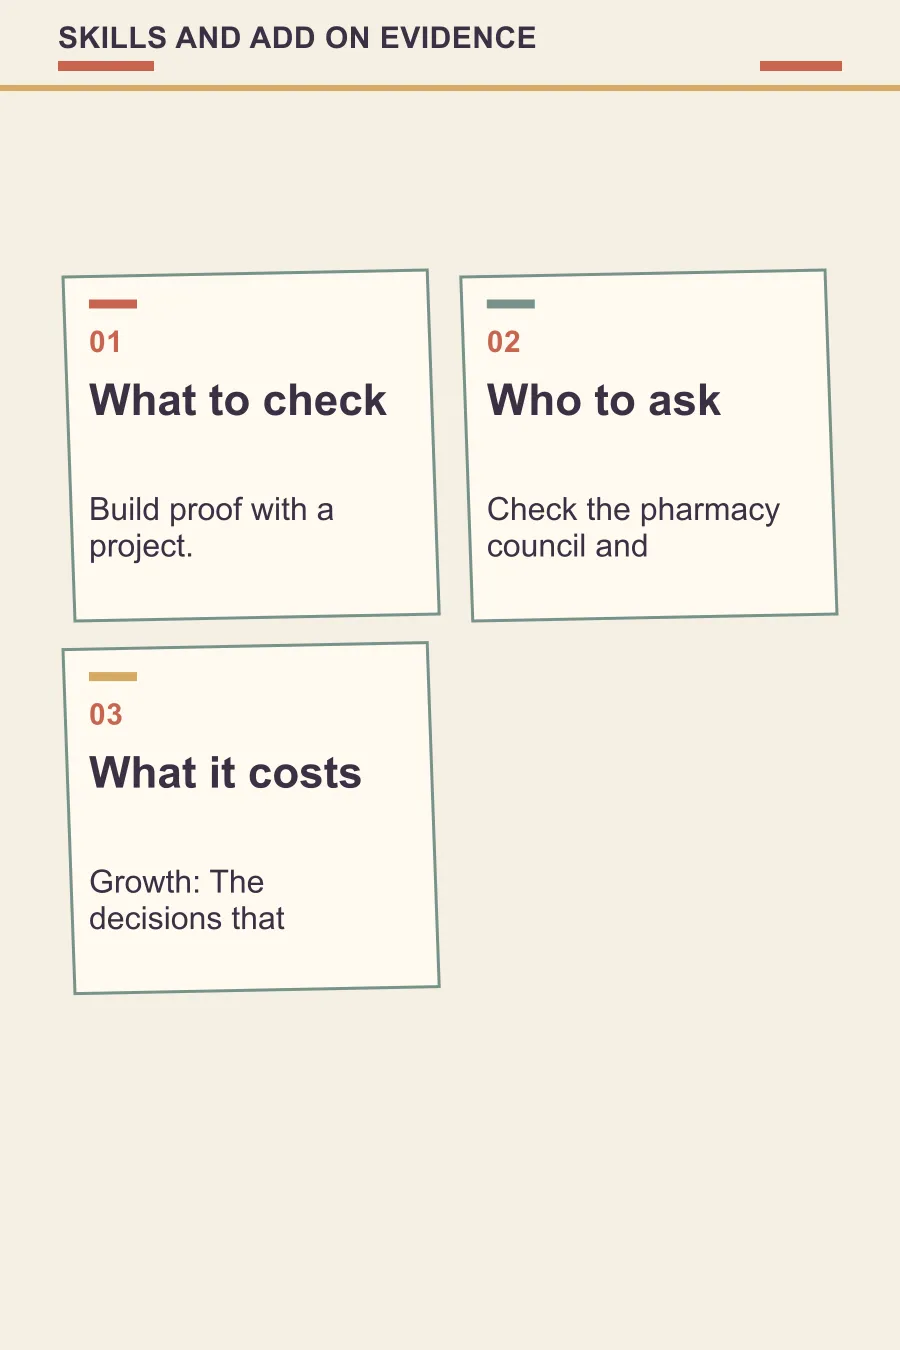 SKILLS AND ADD ON EVIDENCE
01
What to check
Build proof with a
project.
02
Who to ask
Check the pharmacy
council and
03
What it costs
Growth: The
decisions that